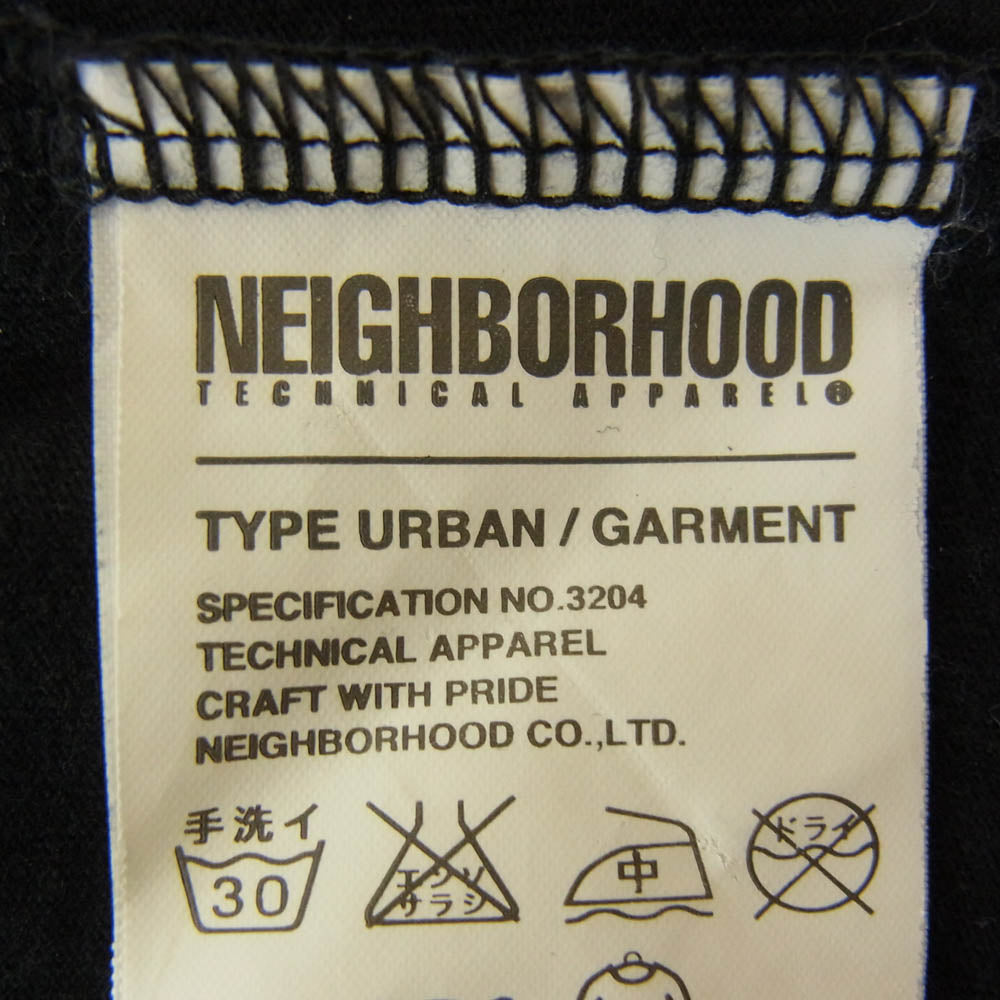 NEIGHBORHOOD
TECHNICAL APPAREL®
TYPE URBAN / GARMENT
SPECIFICATION NO.3204
TECHNICAL APPAREL
CRAFT WITH PRIDE
NEIGHBORHOOD CO.,LTD.
手洗イ
30
エンソ
サラシ
中
ドライ